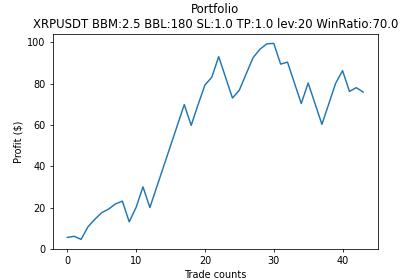 Portfolio
XRPUSDT BBM:2.5 BBL:180 SL:1.0 TP:1.0 lev:20 WinRatio:70.0
100
80
60
40
20
0
Profit ($)
0 10 20 30 40
Trade counts